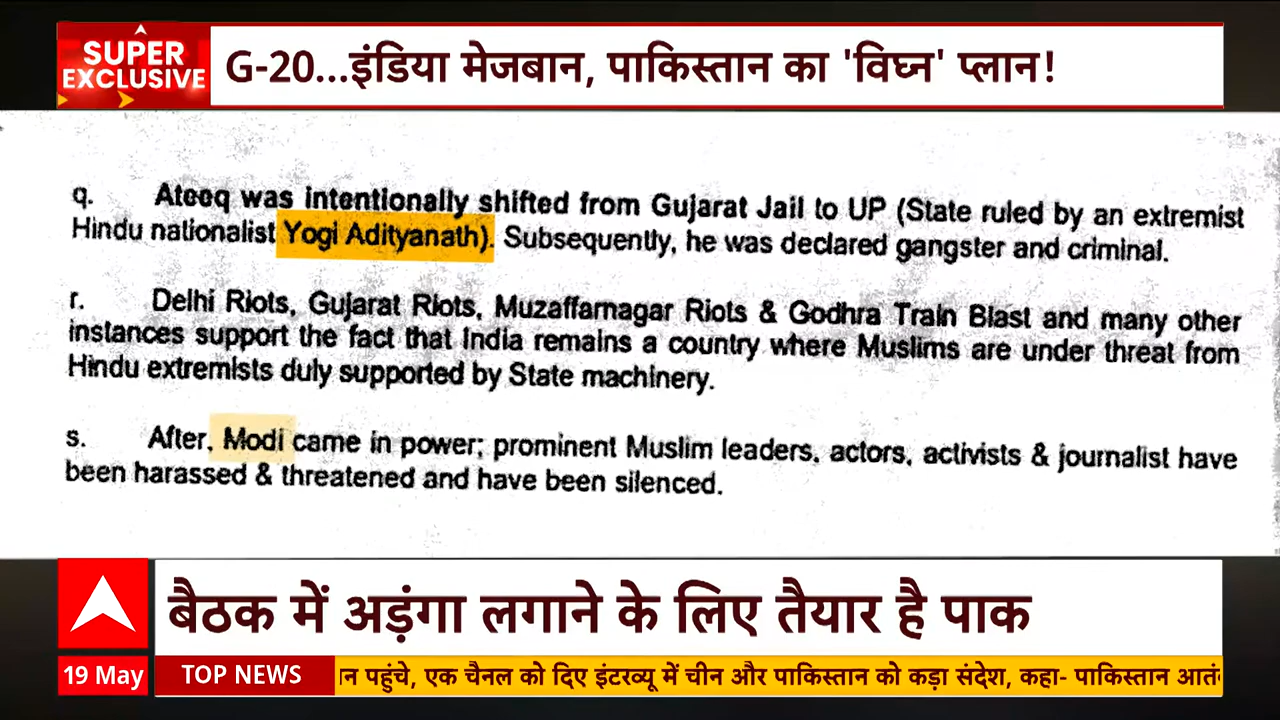 SUPER
EXCLUSIVE
G-20...इंडिया मेजबान, पाकिस्तान का 'विघ्न' प्लान!
q. Ateeq was intentionally shifted from Gujarat Jail to UP (State ruled by an extremist
Hindu nationalist Yogi Adityanath). Subsequently, he was declared gangster and criminal.
r. Delhi Riots, Gujarat Riots, Muzaffarnagar Riots & Godhra Train Blast and many other
instances support the fact that India remains a country where Muslims are under threat from
Hindu extremists duly supported by State machinery.
s. After, Modi came in power; prominent Muslim leaders, actors, activists & journalist have
been harassed & threatened and have been silenced.
बैठक में अड़ंगा लगाने के लिए तैयार है पाक
19 May
TOP NEWS
न पहुंचे, एक चैनल को दिए इंटरव्यू में चीन और पाकिस्तान को कड़ा संदेश, कहा- पाकिस्तान